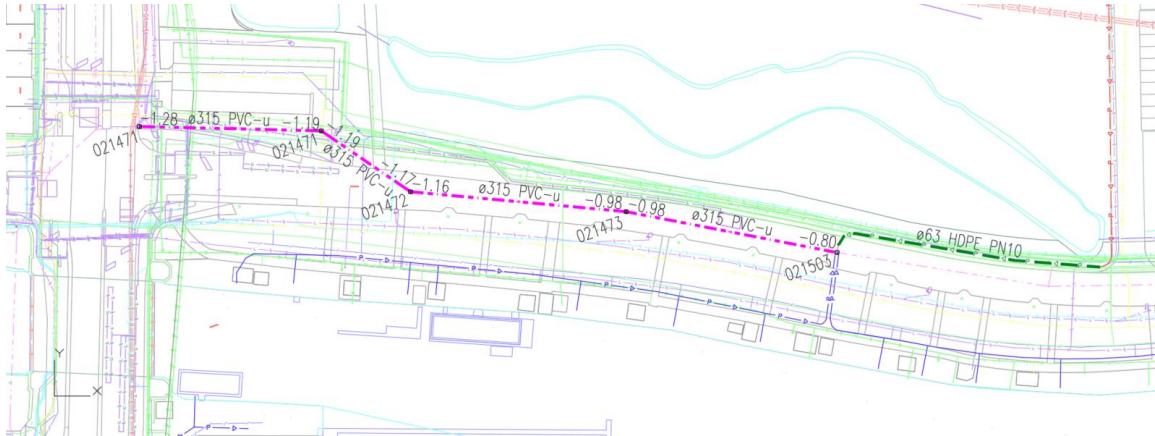 -1.28 ø315 PVC-u -1.19
021471
021471
-1.19 ø315 PVC-u -1.17
021472
-1.16 ø315 PVC-u -0.98
021473
-0.98 ø315 PVC-u -0.80
021503
ø63 HDPE PN10
Y
X
P
P
P
P
P
P